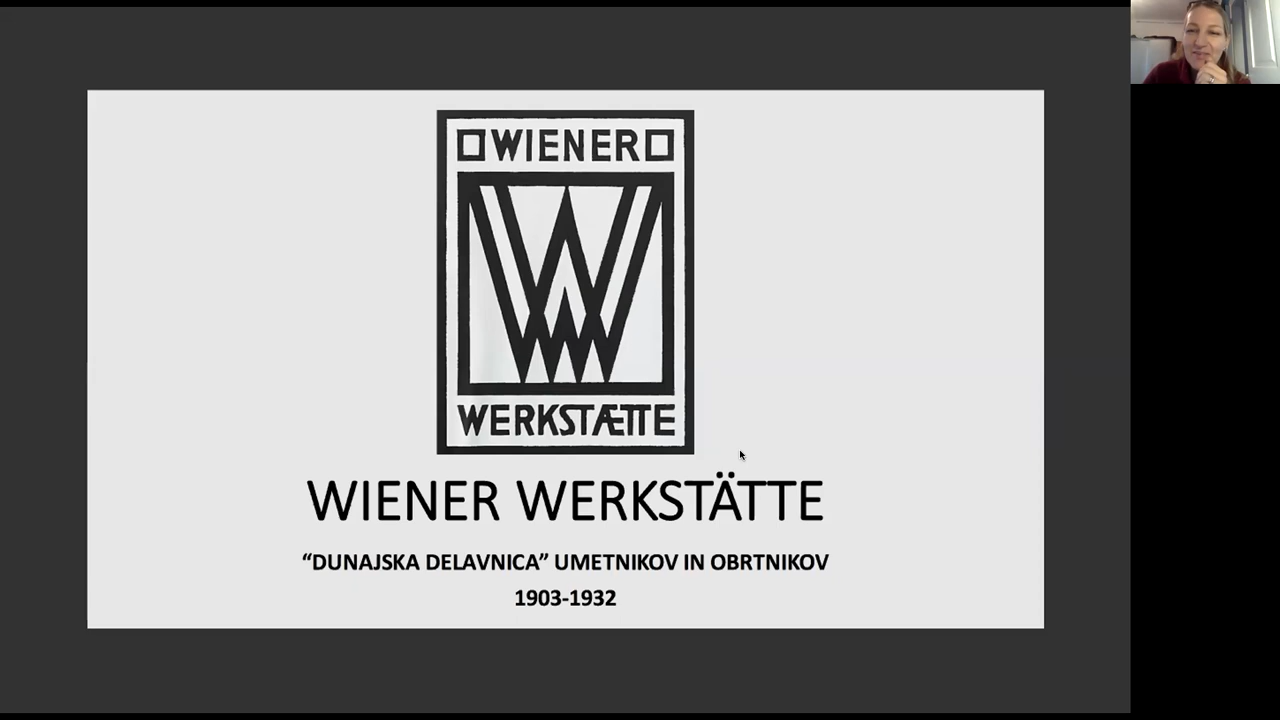 WIENER
WERKSTÆTTE
WIENER WERKSTÄTTE
“DUNAJSKA DELAVNICA” UMETNIKOV IN OBRTNIKOV
1903-1932